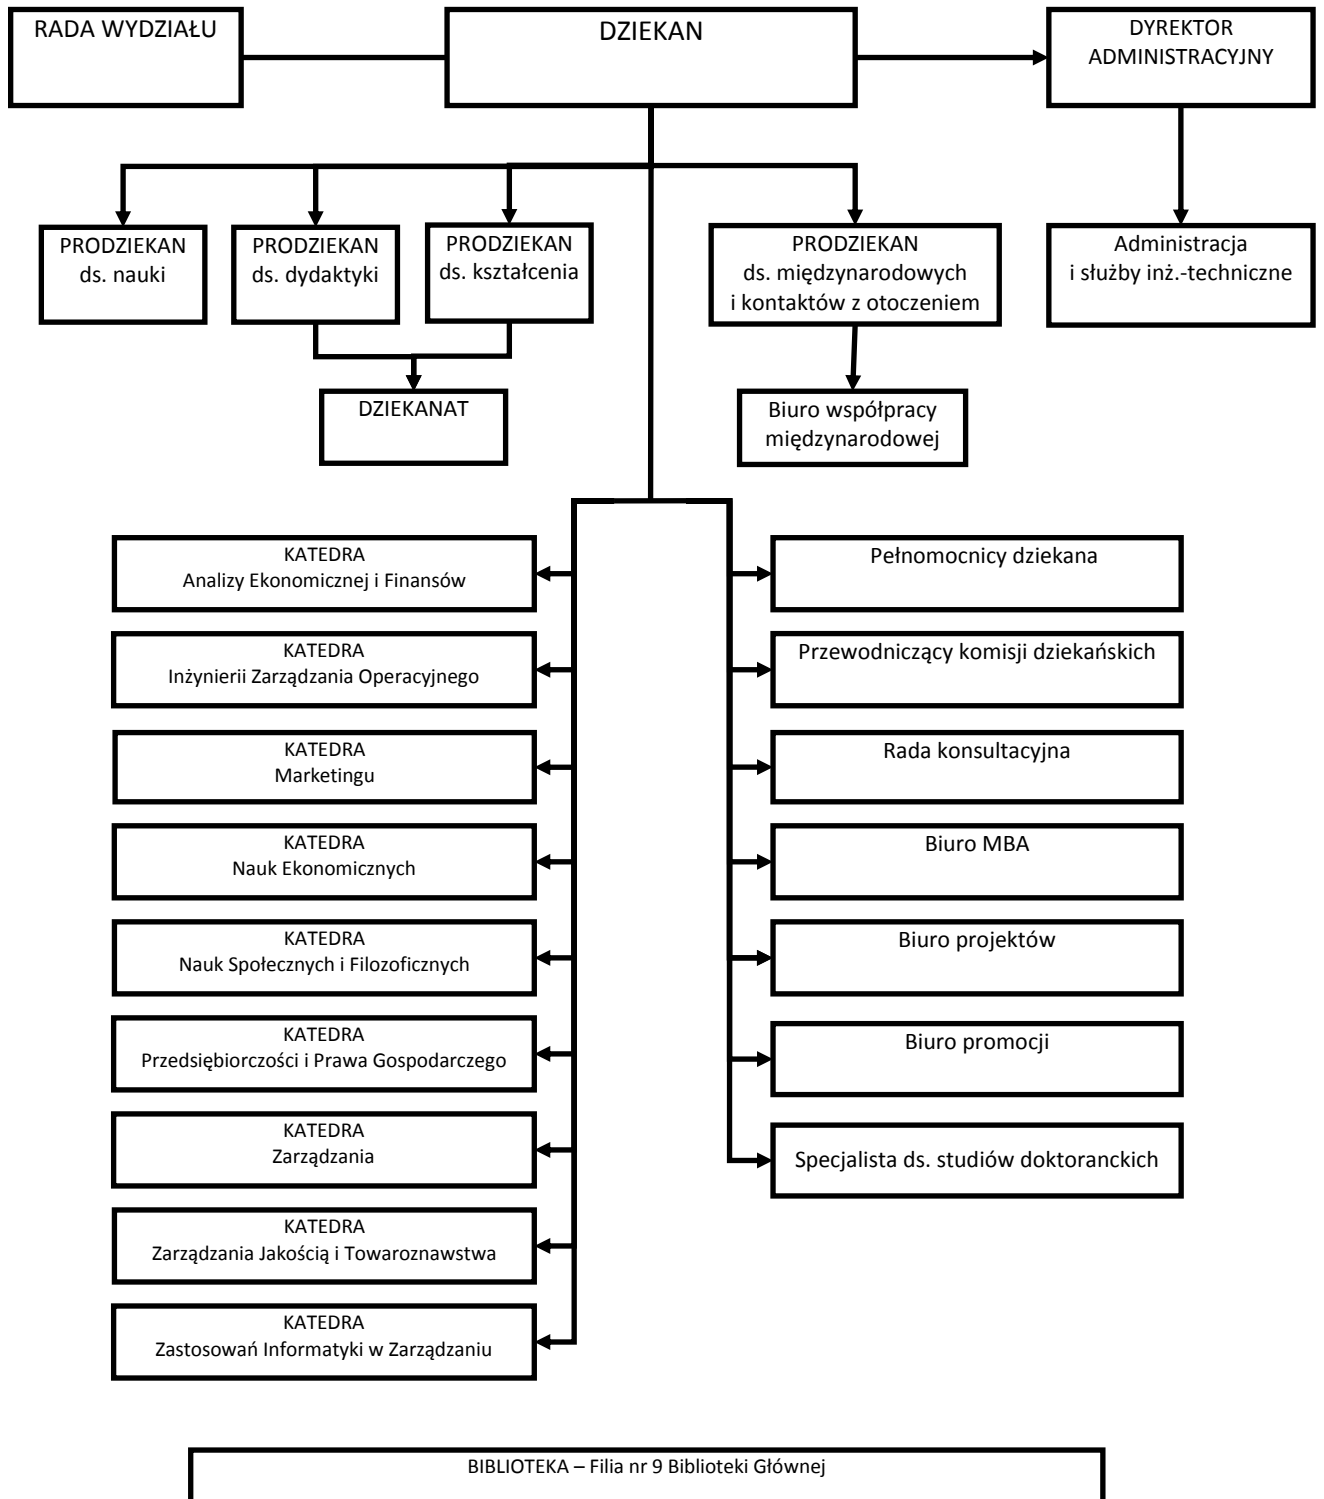 RADA WYDZIAŁU
DZIEKAN
DYREKTOR
ADMINISTRACYJNY
PRODZIEKAN
ds. nauki
PRODZIEKAN
ds. dydaktyki
PRODZIEKAN
ds. kształcenia
PRODZIEKAN
ds. międzynarodowych
i kontaktów z otoczeniem
Administracja
i służby inż.-techniczne
DZIEKANAT
Biuro współpracy
międzynarodowej
KATEDRA
Analizy Ekonomicznej i Finansów
KATEDRA
Inżynierii Zarządzania Operacyjnego
KATEDRA
Marketingu
KATEDRA
Nauk Ekonomicznych
KATEDRA
Nauk Społecznych i Filozoficznych
KATEDRA
Przedsiębiorczości i Prawa Gospodarczego
KATEDRA
Zarządzania
KATEDRA
Zarządzania Jakością i Towaroznawstwa
KATEDRA
Zastosowań Informatyki w Zarządzaniu
Pełnomocnicy dziekana
Przewodniczący komisji dziekańskich
Rada konsultacyjna
Biuro MBA
Biuro projektów
Biuro promocji
Specjalista ds. studiów doktoranckich
BIBLIOTEKA – Filia nr 9 Biblioteki Głównej